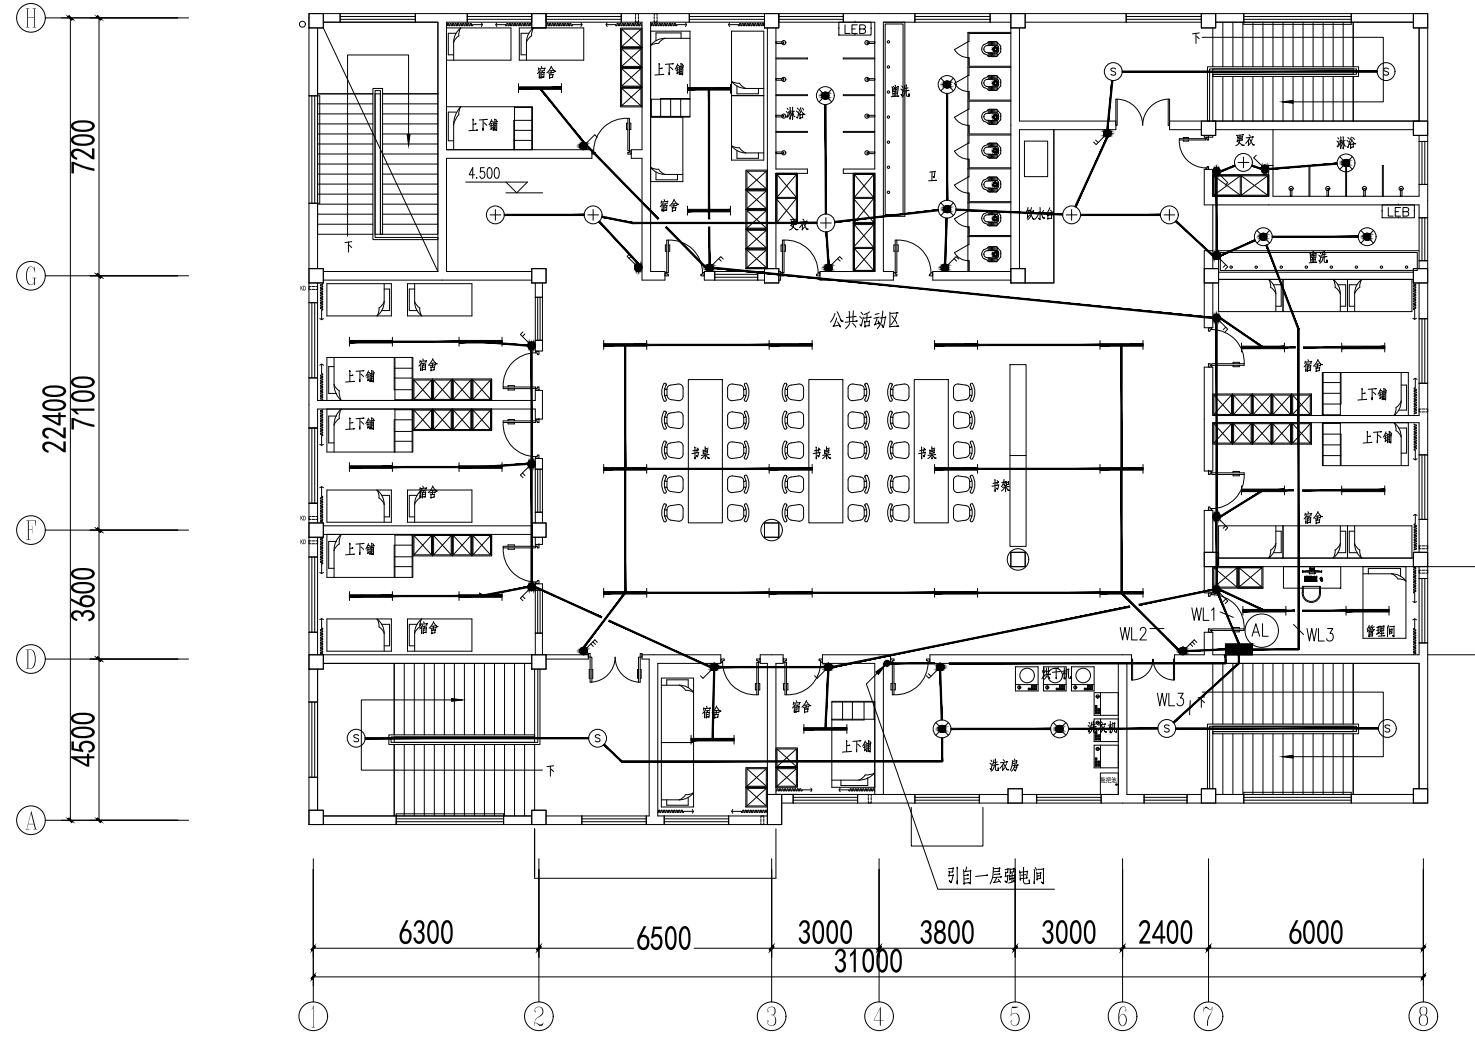 H
LEB
下
宿舍
上下铺
盥洗
上下铺
淋浴
7200
更衣
淋浴
4.500
卫
宿舍
饮水台
LEB
更衣
下
盥洗
G
公共活动区
宿舍
宿舍
上下铺
上下铺
22400
7100
上下铺
上下铺
书桌
书桌
书桌
书架
宿舍
宿舍
F
上下铺
3600
WL1
AL
宿舍
WL2
WL3
管理间
D
烘干机
WL3
下
宿舍
宿舍
4500
S
S
S
S
洗衣机
上下铺
洗衣房
下
A
引自一层强电间
6300
6500
3000
3800
3000
2400
6000
31000
1
2
3
4
5
6
7
8